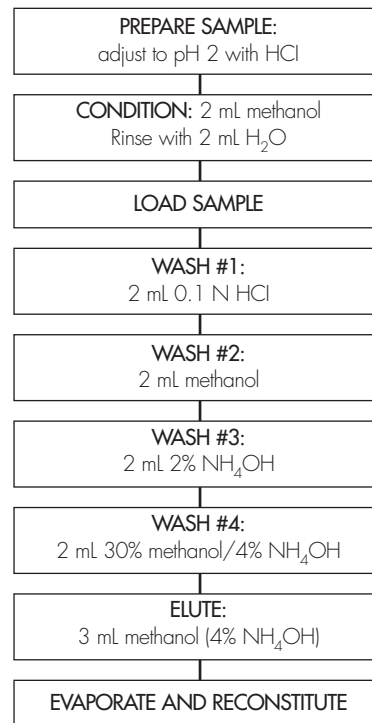 PREPARE SAMPLE:
adjust to pH 2 with HCl
CONDITION: 2 mL methanol
Rinse with 2 mL H₂O
LOAD SAMPLE
WASH #1:
2 mL 0.1 N HCl
WASH #2:
2 mL methanol
WASH #3:
2 mL 2% NH₄OH
WASH #4:
2 mL 30% methanol/4% NH₄OH
ELUTE:
3 mL methanol (4% NH₄OH)
EVAPORATE AND RECONSTITUTE